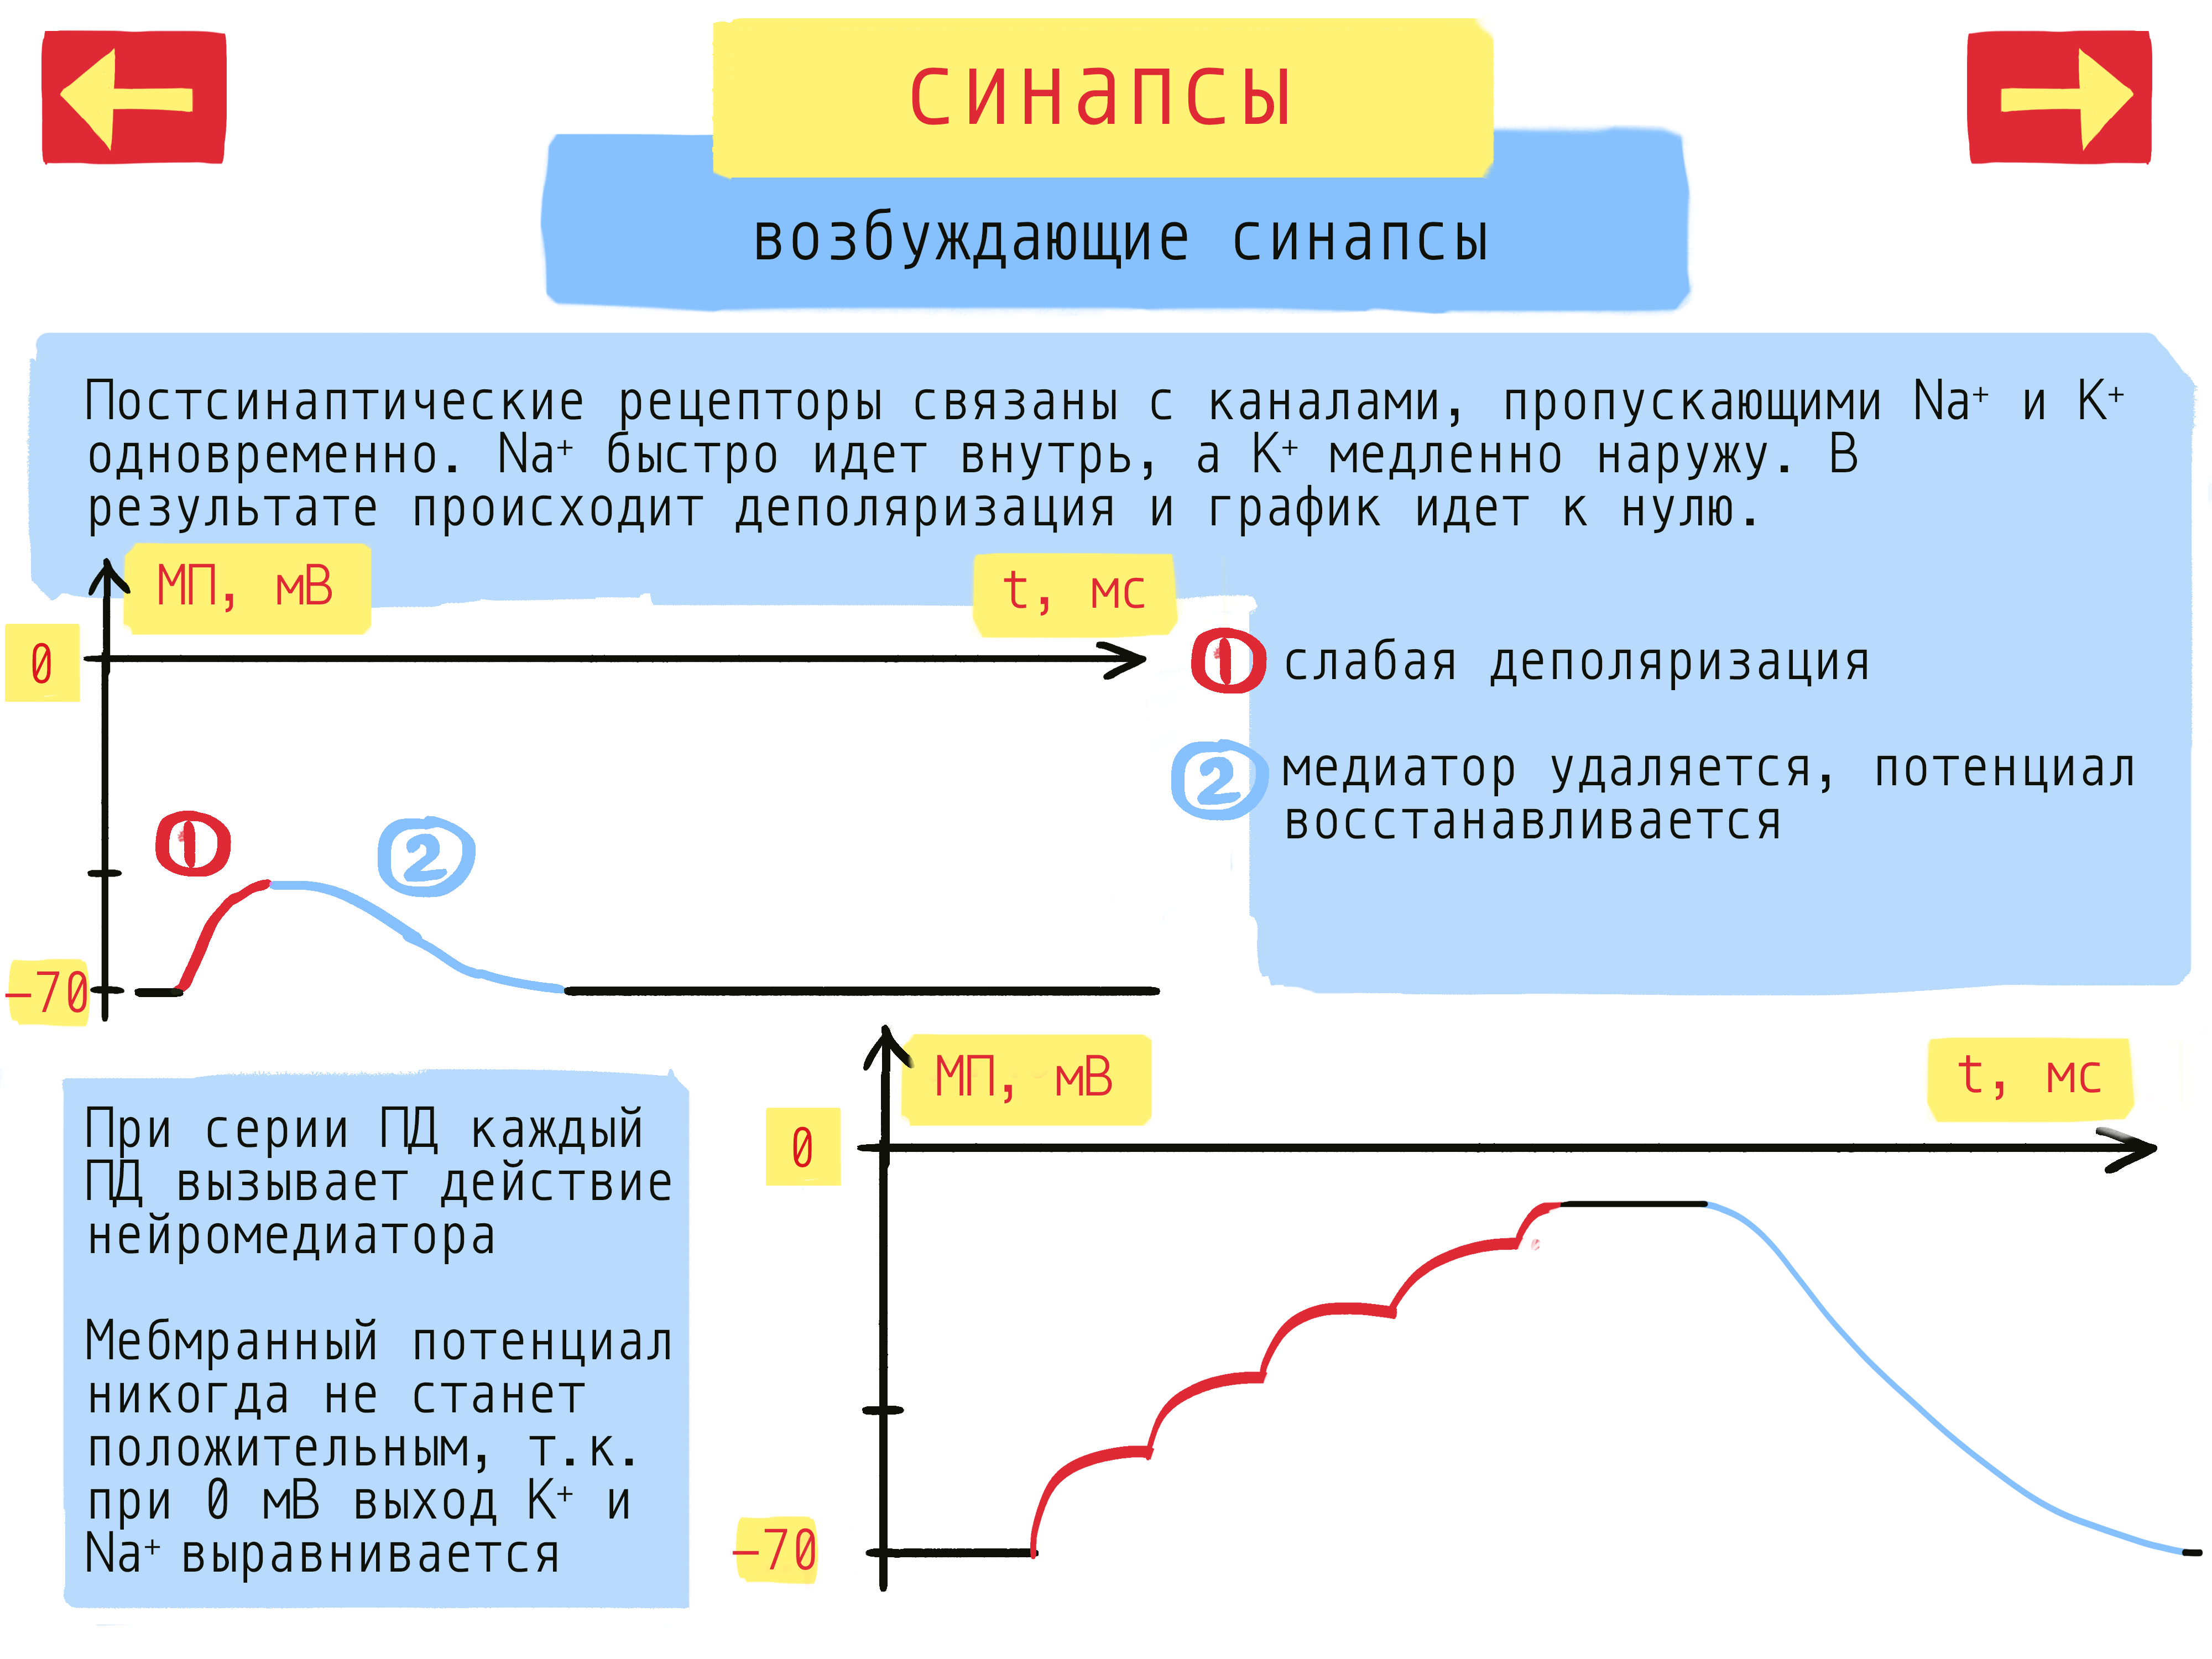 синапсы
возбуждающие синапсы
Постсинаптические рецепторы связаны с каналами, пропускающими Na⁺ и K⁺
одновременно. Na⁺ быстро идет внутрь, а K⁺ медленно наружу. В
результате происходит деполяризация и график идет к нулю.
МП, мВ
t, мс
0
1 слабая деполяризация
2 медиатор удаляется, потенциал
восстанавливается
1
2
-70
При серии ПД каждый
ПД вызывает действие
нейромедиатора
Мебмранный потенциал
никогда не станет
положительным, т.к.
при 0 мВ выход K⁺ и
Na⁺ выравнивается
МП, мВ
t, мс
0
-70